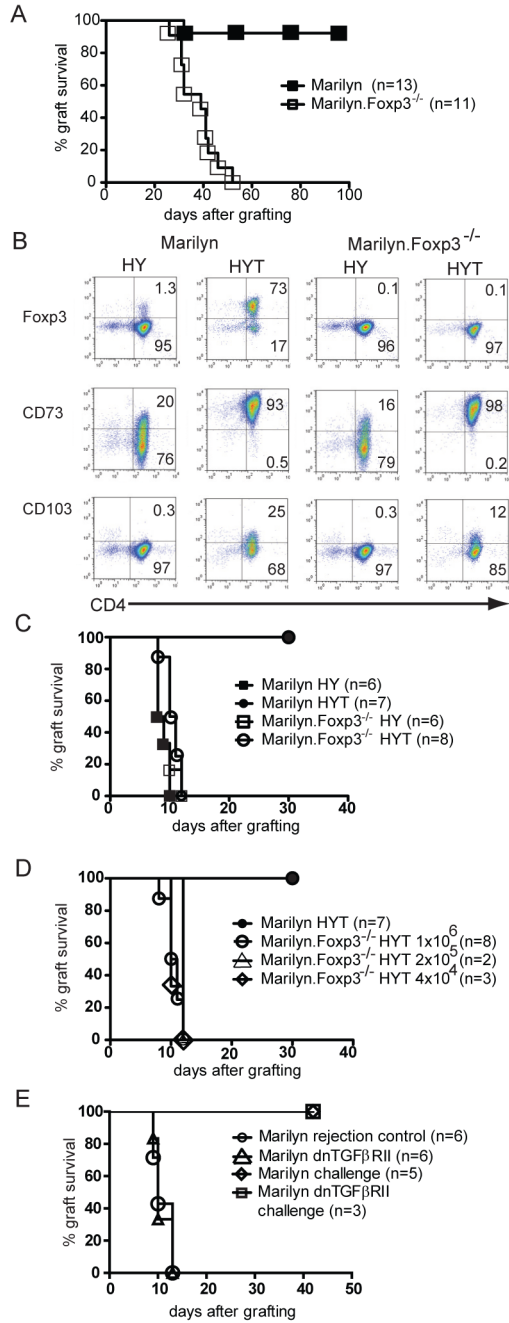 A
100
80
60
40
20
0
% graft survival
0 20 40 60 80 100
days after grafting
Marilyn (n=13)
Marilyn.Foxp3-/- (n=11)
B
Marilyn Marilyn.Foxp3-/-
HY HYT HY HYT
Foxp3
1.3 73 0.1 0.1
95 17 96 97
CD73
20 93 16 98
76 0.5 79 0.2
CD103
0.3 25 0.3 12
97 68 97 85
CD4
C
100
80
60
40
20
0
% graft survival
0 10 20 30 40
days after grafting
Marilyn HY (n=6)
Marilyn HYT (n=7)
Marilyn.Foxp3-/- HY (n=6)
Marilyn.Foxp3-/- HYT (n=8)
D
100
80
60
40
20
0
% graft survival
0 10 20 30 40
days after grafting
Marilyn HYT (n=7)
Marilyn.Foxp3-/- HYT 1x10^6 (n=8)
Marilyn.Foxp3-/- HYT 2x10^5 (n=2)
Marilyn.Foxp3-/- HYT 4x10^4 (n=3)
E
100
80
60
40
20
0
% graft survival
0 10 20 30 40 50
days after grafting
Marilyn rejection control (n=6)
Marilyn dnTGFβRII (n=6)
Marilyn challenge (n=5)
Marilyn dnTGFβRII
challenge (n=3)